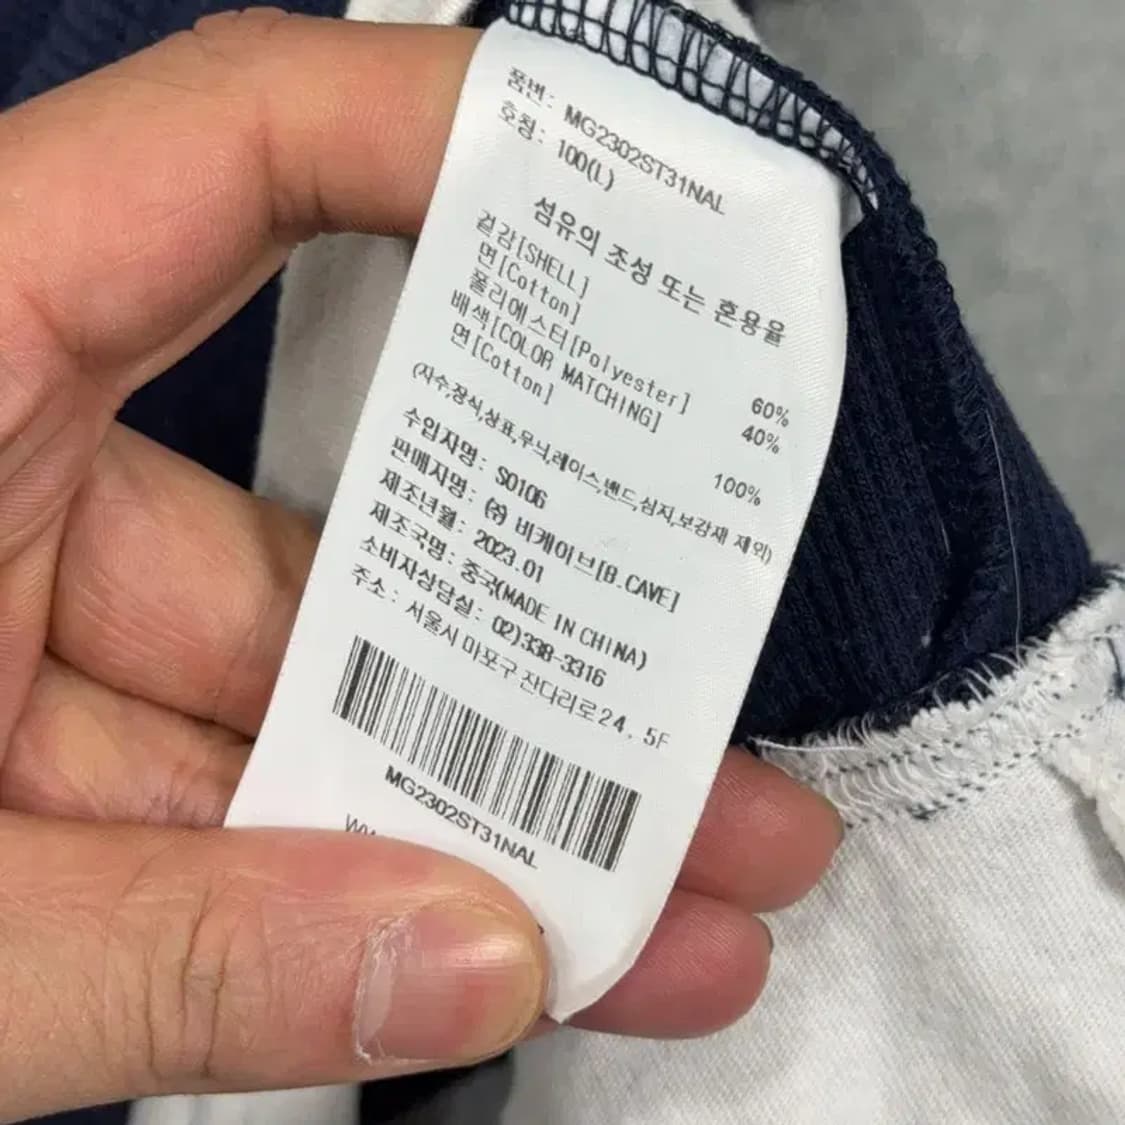 품번: MG2302ST31NAL
호칭: 100(L)
섬유의 조성 또는 혼용율
겉감[SHELL]
면[Cotton] 60%
폴리에스터[Polyester] 40%
배색[COLOR MATCHING]
면[Cotton] 100%
(자수,장식,상표,무늬,레이스,밴드,심지,보강재 제외)
수입자명: SO106
판매자명: (주) 비케이브[B.CAVE]
제조년월: 2023.01
제조국명: 중국(MADE IN CHINA)
소비자상담실: 02)338-3316
주소: 서울시 마포구 잔다리로24, 5F
MG2302ST31NAL